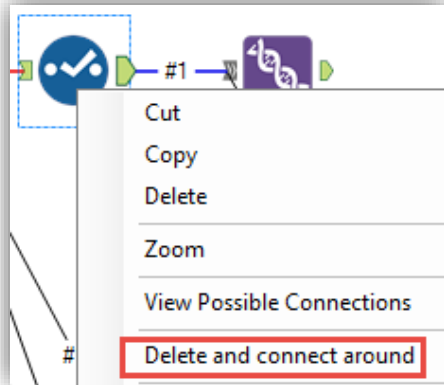 #1
Cut
Copy
Delete
Zoom
View Possible Connections
#
Delete and connect around